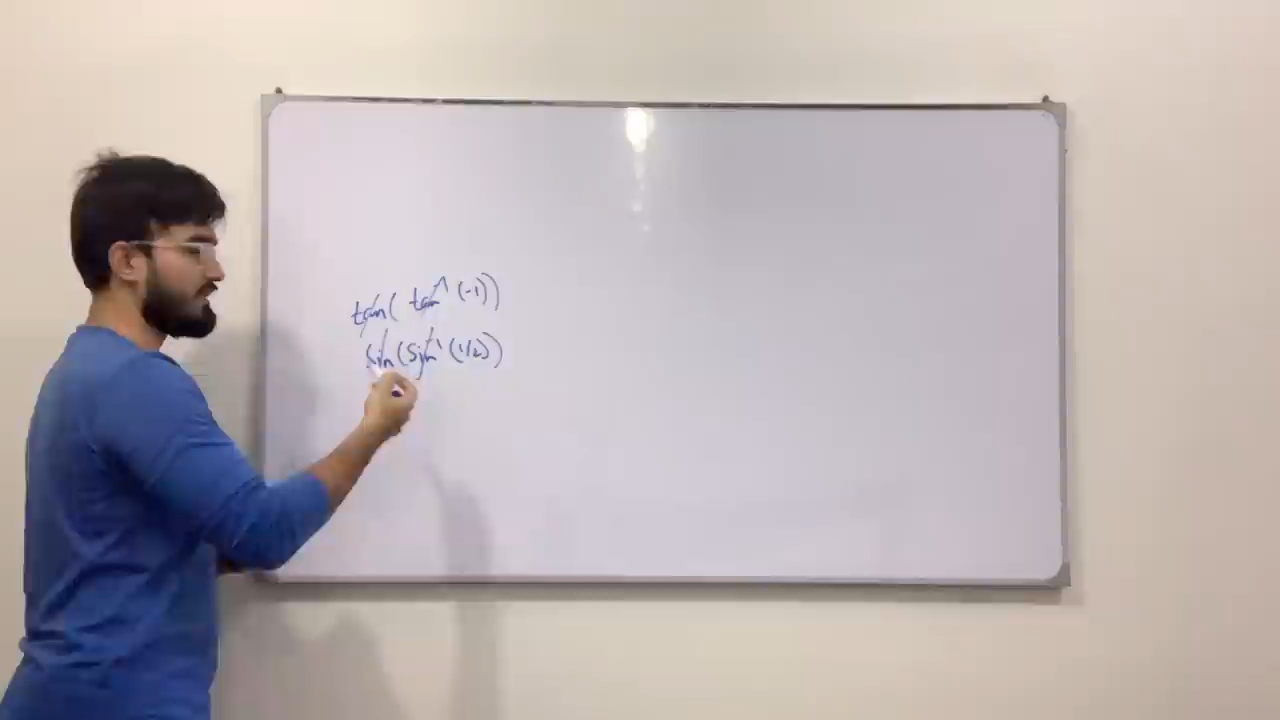 tan( tan⁻¹ (-1))
Sin(Sin⁻¹ (1/2))